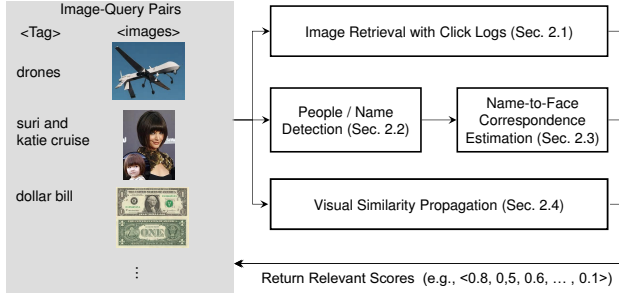 Image-Query Pairs
<Tag>
<images>
drones
suri and
katie cruise
dollar bill
ONE
⋮
Image Retrieval with Click Logs (Sec. 2.1)
People / Name
Detection (Sec. 2.2)
Name-to-Face
Correspondence
Estimation (Sec. 2.3)
Visual Similarity Propagation (Sec. 2.4)
Return Relevant Scores (e.g., <0.8, 0,5, 0.6, … , 0.1>)